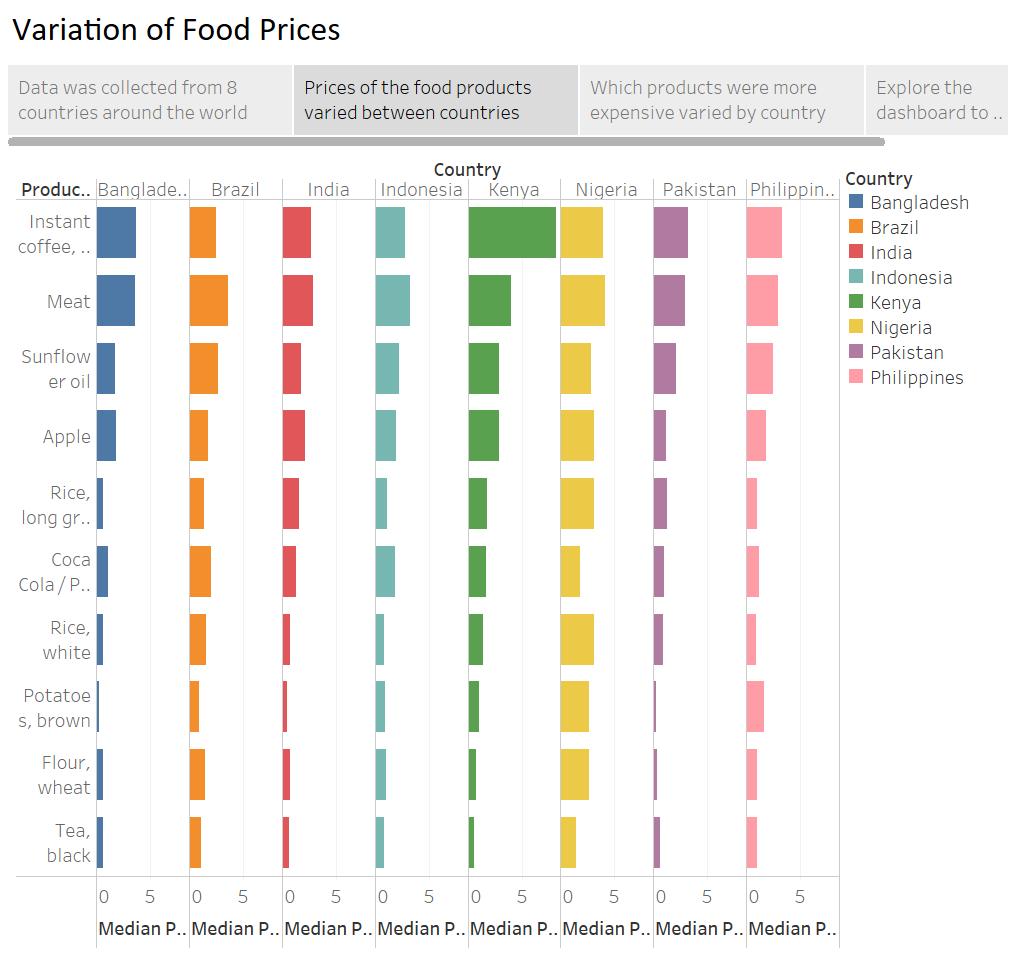 Variation of Food Prices
Data was collected from 8
countries around the world
Prices of the food products
varied between countries
Which products were more
expensive varied by country
Explore the
dashboard to ..
Country
Produc.. Banglade.. Brazil India Indonesia Kenya Nigeria Pakistan Philippin..
Instant
coffee, ..
Meat
Sunflow
er oil
Apple
Rice,
long gr..
Coca
Cola / P..
Rice,
white
Potatoe
s, brown
Flour,
wheat
Tea,
black
0 5 0 5 0 5 0 5 0 5 0 5 0 5 0 5
Median P.. Median P.. Median P.. Median P.. Median P.. Median P.. Median P.. Median P..
Country
Bangladesh
Brazil
India
Indonesia
Kenya
Nigeria
Pakistan
Philippines